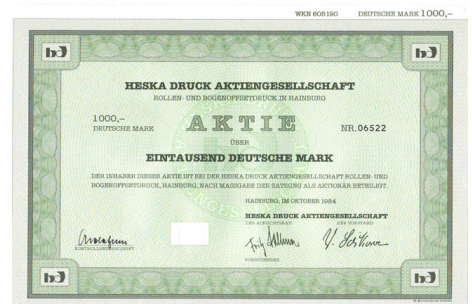 WKN 605190 DEUTSCHE MARK 1000,–
HESKA DRUCK AKTIENGESELLSCHAFT
ROLLEN- UND BOGENOFFSETDRUCK IN HAINBURG
1000,–
DEUTSCHE MARK
AKTIE
NR.06522
ÜBER
EINTAUSEND DEUTSCHE MARK
DER INHABER DIESER AKTIE IST BEI DER HESKA DRUCK AKTIENGESELLSCHAFT ROLLEN- UND
BOGENOFFSETDRUCK, HAINBURG, NACH MASSGABE DER SATZUNG ALS AKTIONÄR BETEILIGT.
HAINBURG, IM OKTOBER 1984
HESKA DRUCK AKTIENGESELLSCHAFT
DER AUFSICHTSRAT DER VORSTAND
KONTROLLUNTERSCHRIFT
VORSITZENDER